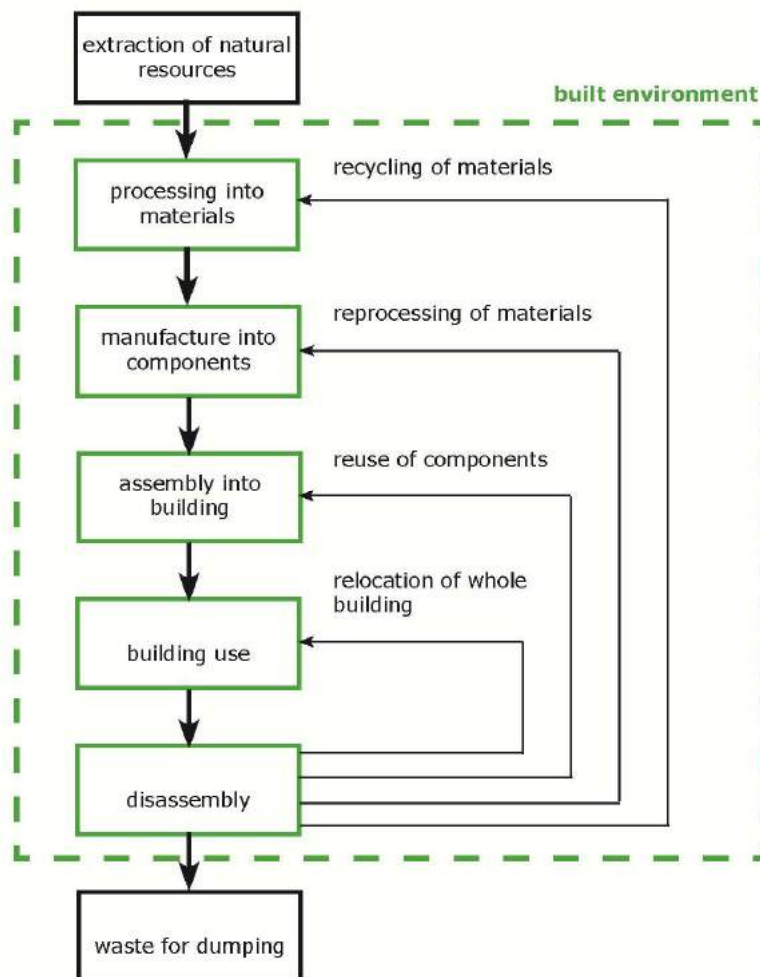 extraction of natural
resources
built environment
recycling of materials
processing into
materials
reprocessing of materials
manufacture into
components
reuse of components
assembly into
building
relocation of whole
building
building use
disassembly
waste for dumping